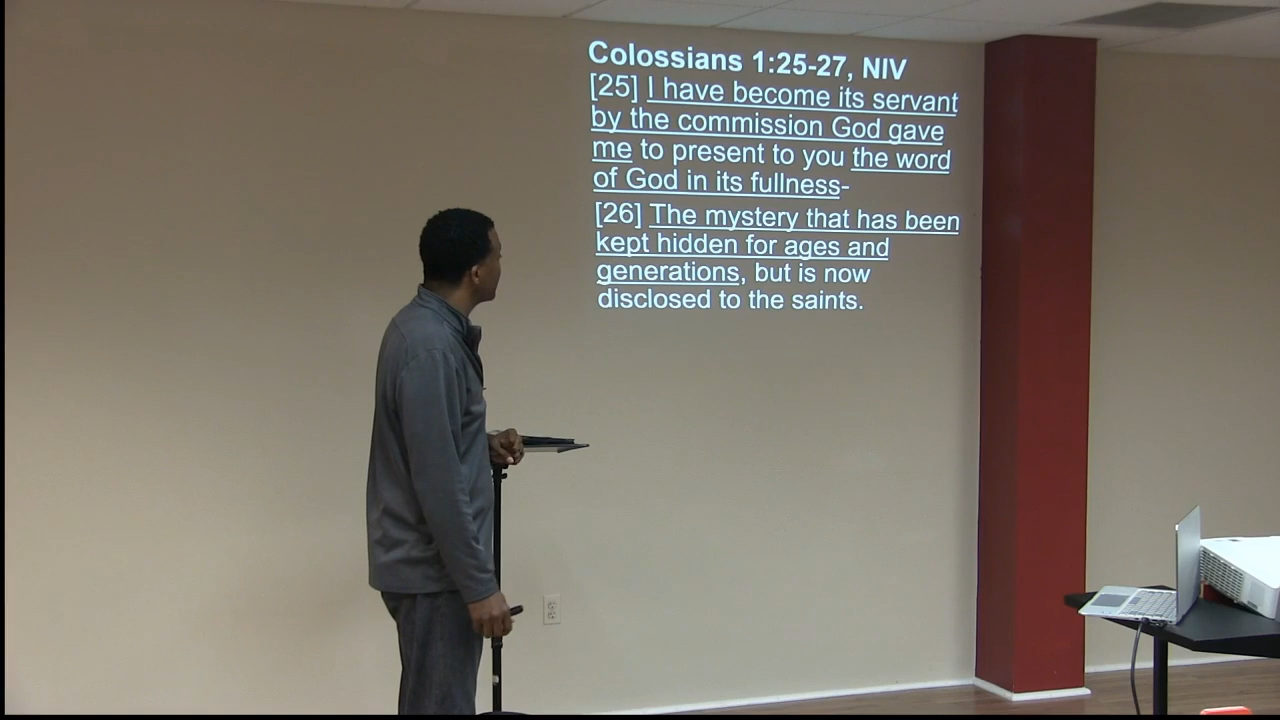 Colossians 1:25-27, NIV
[25] I have become its servant
by the commission God gave
me to present to you the word
of God in its fullness-
[26] The mystery that has been
kept hidden for ages and
generations, but is now
disclosed to the saints.